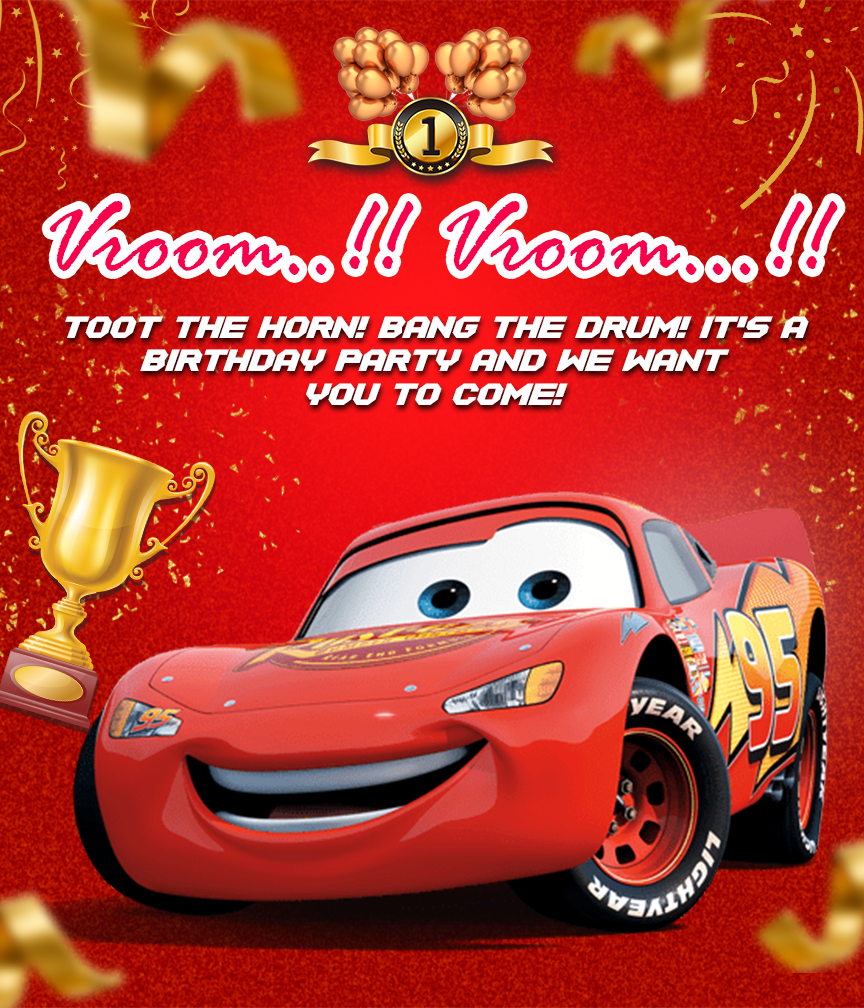 1
Vroom..!! Vroom...!!
TOOT THE HORN! BANG THE DRUM! IT'S A
BIRTHDAY PARTY AND WE WANT
YOU TO COME!
95
95
YEAR
LIGHTYEAR